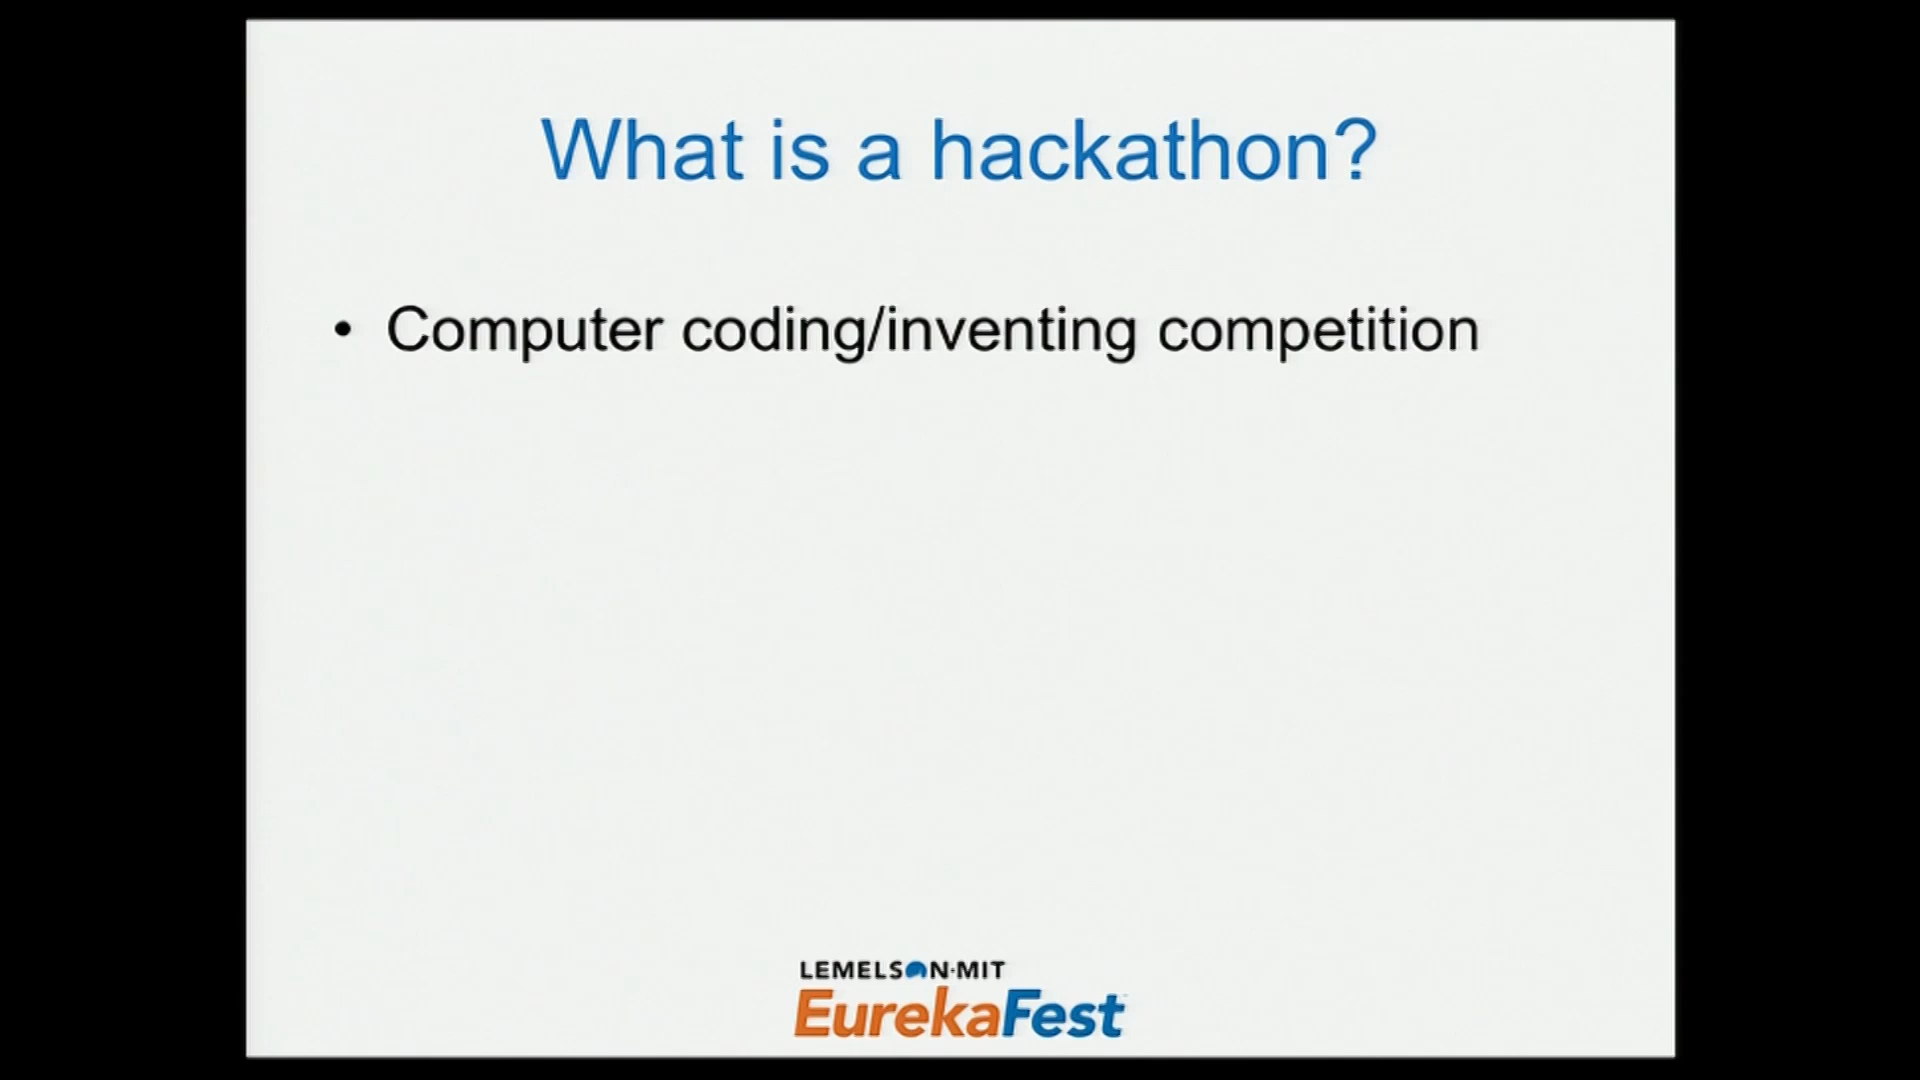 What is a hackathon?
• Computer coding/inventing competition
LEMELSON·MIT
EurekaFest